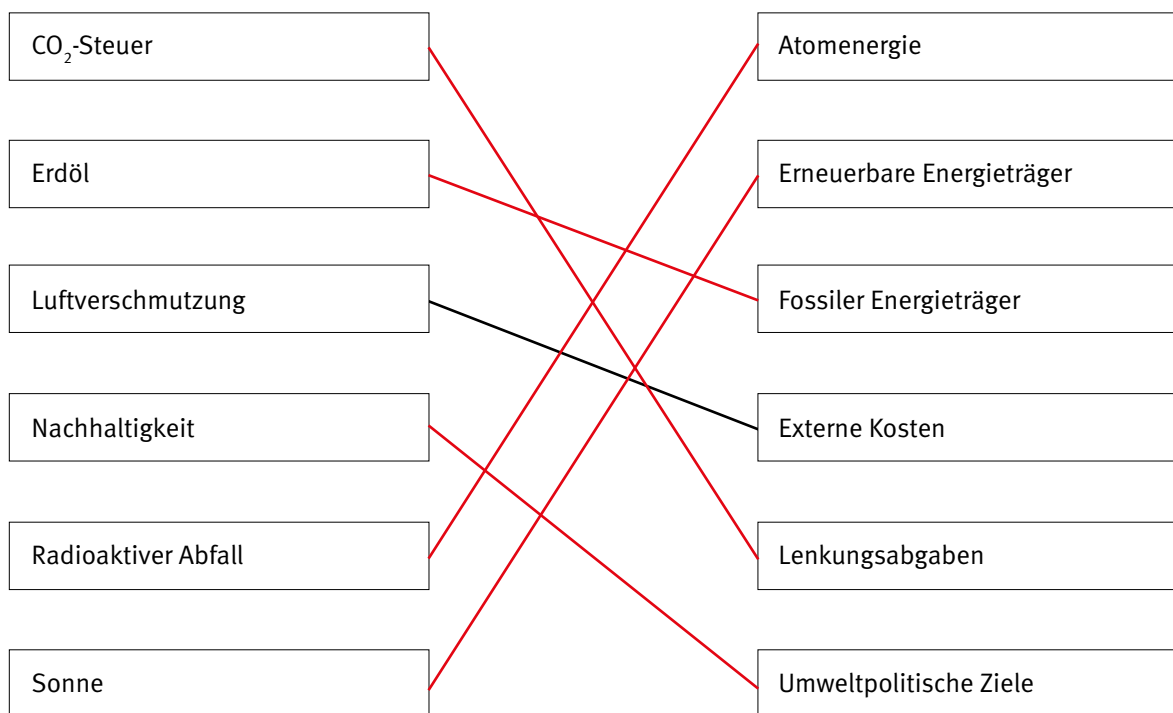 CO₂-Steuer
Atomenergie
Erdöl
Erneuerbare Energieträger
Luftverschmutzung
Fossiler Energieträger
Nachhaltigkeit
Externe Kosten
Radioaktiver Abfall
Lenkungsabgaben
Sonne
Umweltpolitische Ziele